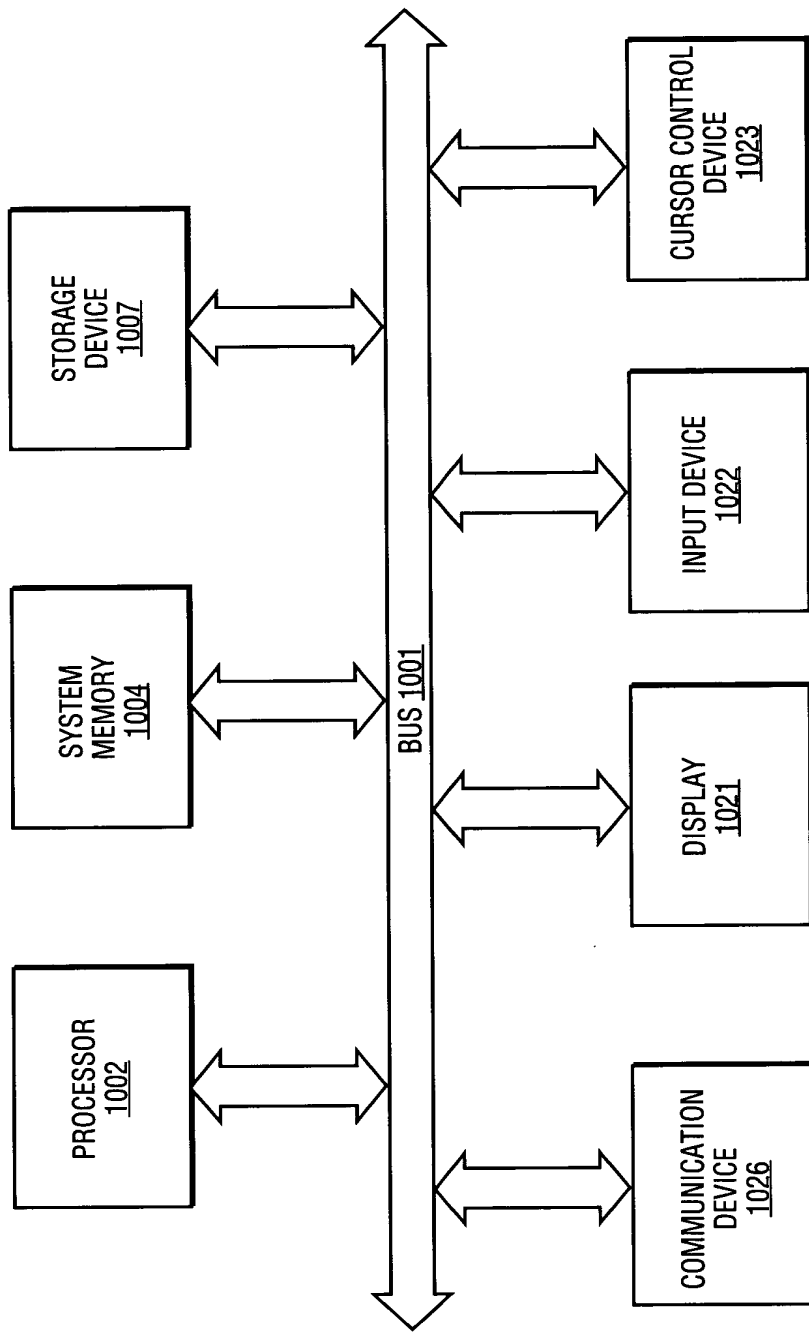 PROCESSOR
1002
SYSTEM
MEMORY
1004
STORAGE
DEVICE
1007
BUS 1001
COMMUNICATION
DEVICE
1026
DISPLAY
1021
INPUT DEVICE
1022
CURSOR CONTROL
DEVICE
1023